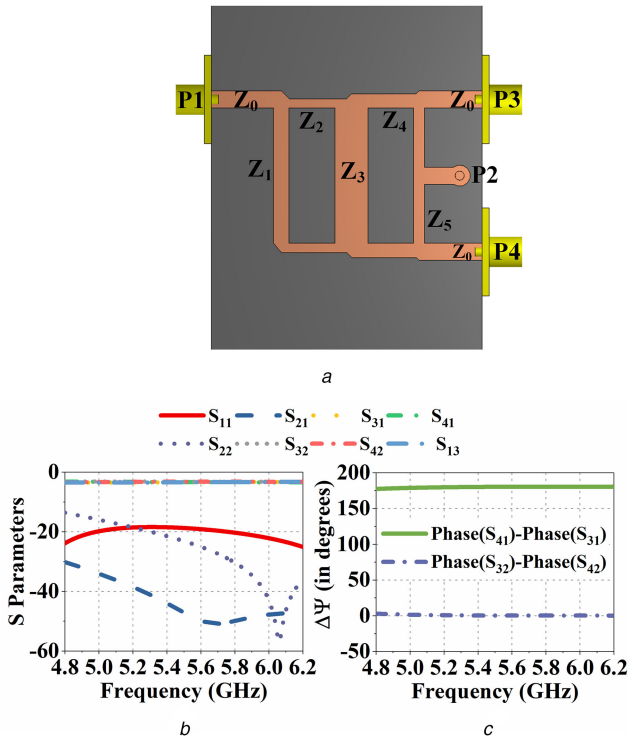 P1 Z₀ Z₂ Z₄ Z₀ P3
Z₁ Z₃ P2
Z₅
Z₀ P4
a
S₁₁ S₂₁ S₃₁ S₄₁
S₂₂ S₃₂ S₄₂ S₁₃
S Parameters
0
-20
-40
-60
4.8 5.0 5.2 5.4 5.6 5.8 6.0 6.2
Frequency (GHz)
b
ΔΨ (in degrees)
200
150
100
50
0
-50
Phase(S₄₁)-Phase(S₃₁)
Phase(S₃₂)-Phase(S₄₂)
4.8 5.0 5.2 5.4 5.6 5.8 6.0 6.2
Frequency (GHz)
c